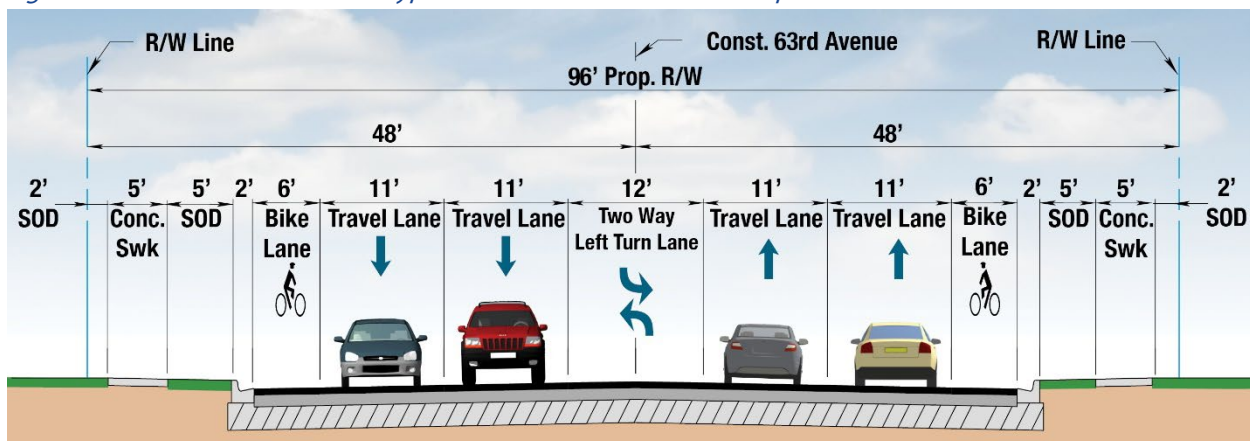 R/W Line
Const. 63rd Avenue
R/W Line
96' Prop. R/W
48'
48'
2'
SOD
5'
Conc.
Swk
5'
SOD
2'
6'
Bike
Lane
11'
Travel Lane
11'
Travel Lane
12'
Two Way
Left Turn Lane
11'
Travel Lane
11'
Travel Lane
6'
Bike
Lane
2'
5'
SOD
5'
Conc.
Swk
2'
SOD